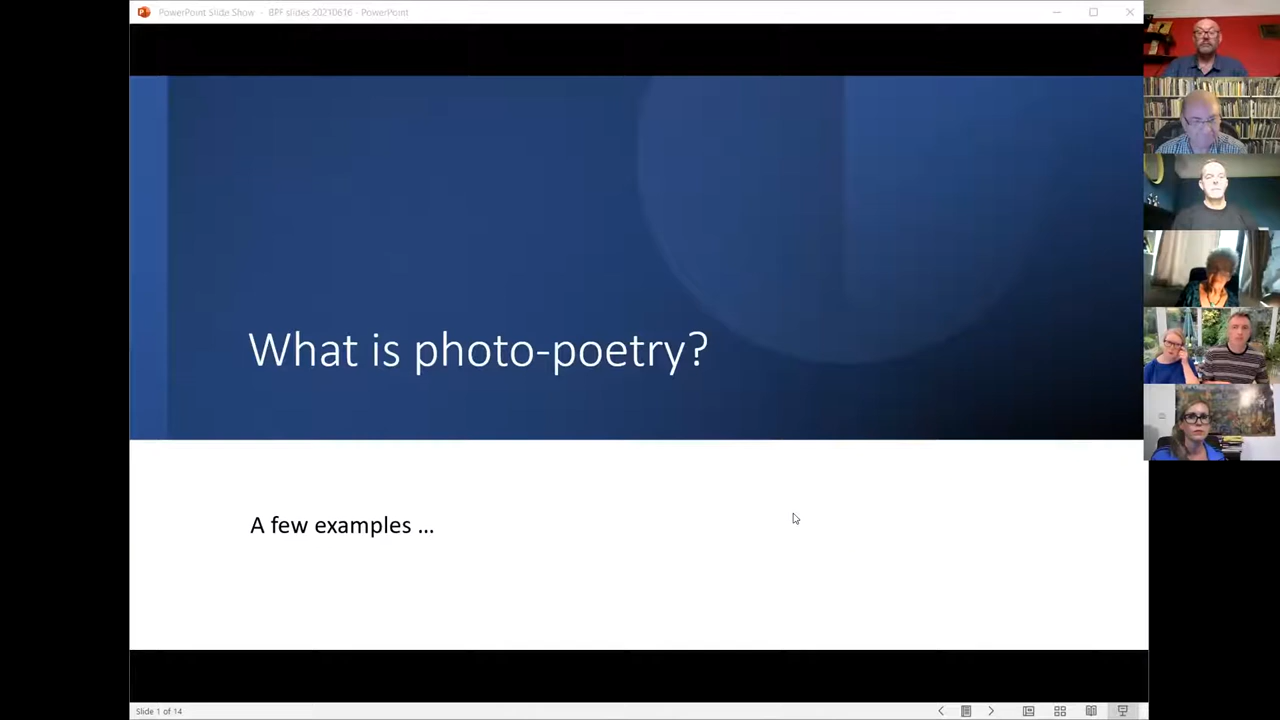 PowerPoint Slide Show - BPF slides 20210616 - PowerPoint
What is photo-poetry?
A few examples ...
Slide 1 of 14